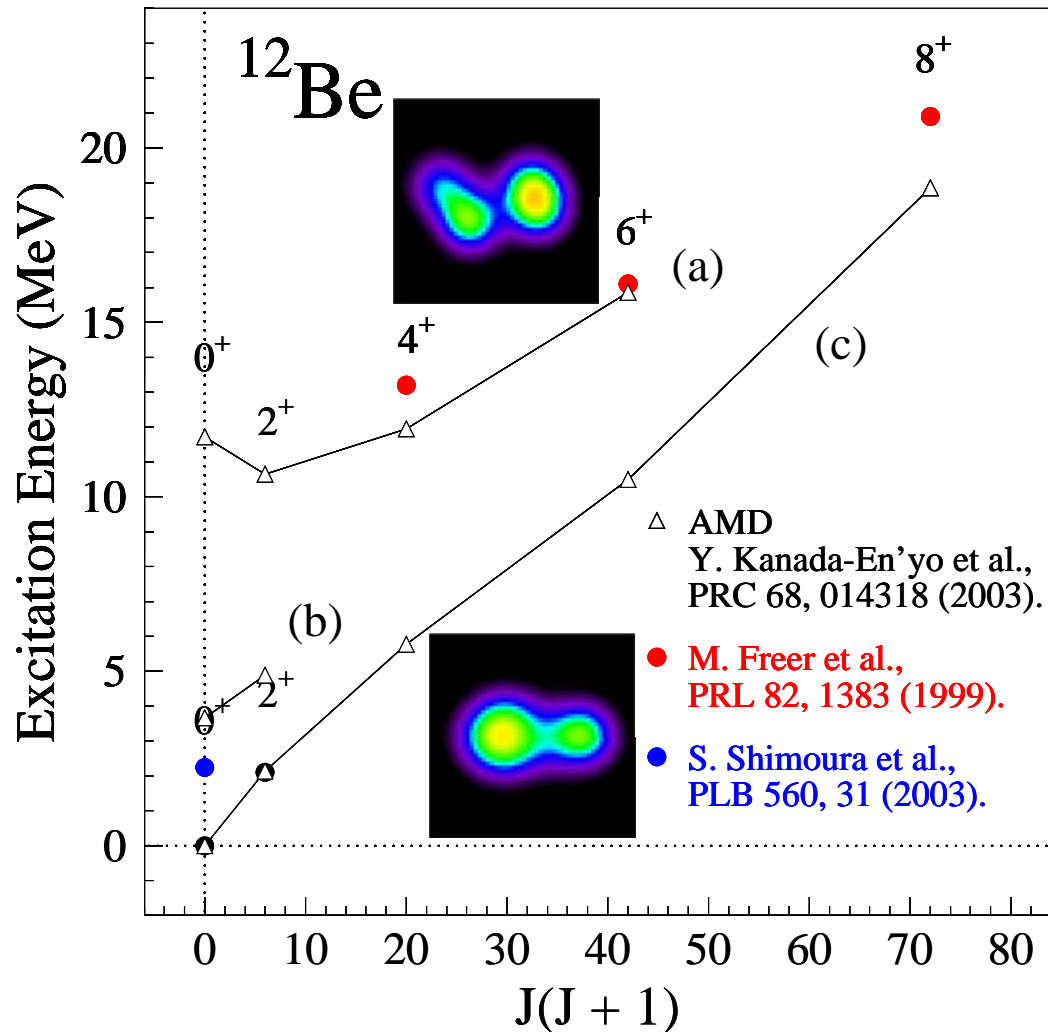 ¹²Be
8⁺
6⁺
(a)
4⁺
(c)
0⁺
2⁺
(b)
2⁺
0⁺
AMD
Y. Kanada-En’yo et al.,
PRC 68, 014318 (2003).
M. Freer et al.,
PRL 82, 1383 (1999).
S. Shimoura et al.,
PLB 560, 31 (2003).
Excitation Energy (MeV)
20
15
10
5
0
0 10 20 30 40 50 60 70 80
J(J + 1)